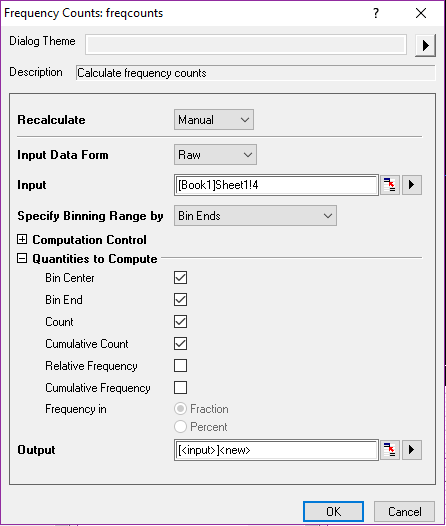 Frequency Counts: freqcounts ?
Dialog Theme
Description Calculate frequency counts
Recalculate Manual
Input Data Form Raw
Input [Book1]Sheet1!4
Specify Binning Range by Bin Ends
Computation Control
Quantities to Compute
Bin Center
Bin End
Count
Cumulative Count
Relative Frequency
Cumulative Frequency
Frequency in Fraction
Percent
Output [<input>]<new>
OK Cancel